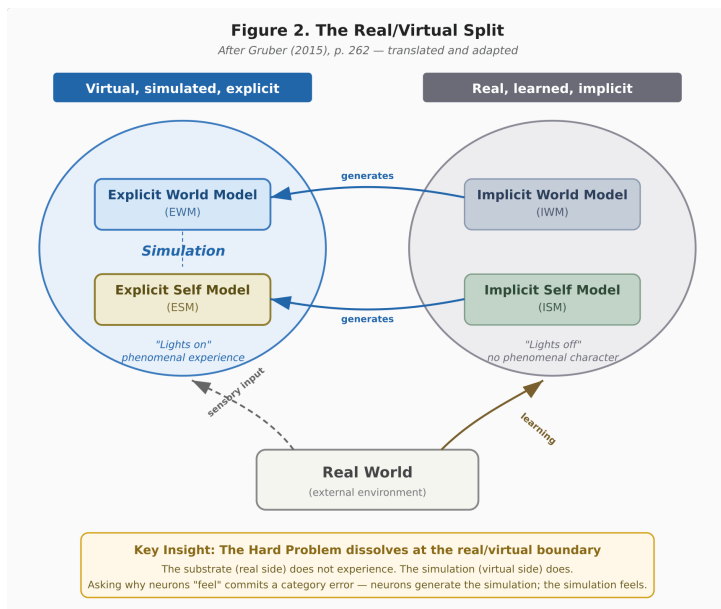 Figure 2. The Real/Virtual Split
After Gruber (2015), p. 262 — translated and adapted
Virtual, simulated, explicit
Real, learned, implicit
generates
Explicit World Model
(EWM)
Implicit World Model
(IWM)
Simulation
Explicit Self Model
(ESM)
Implicit Self Model
(ISM)
generates
"Lights on"
phenomenal experience
"Lights off"
no phenomenal character
sensory input
learning
Real World
(external environment)
Key Insight: The Hard Problem dissolves at the real/virtual boundary
The substrate (real side) does not experience. The simulation (virtual side) does.
Asking why neurons "feel" commits a category error — neurons generate the simulation; the simulation feels.